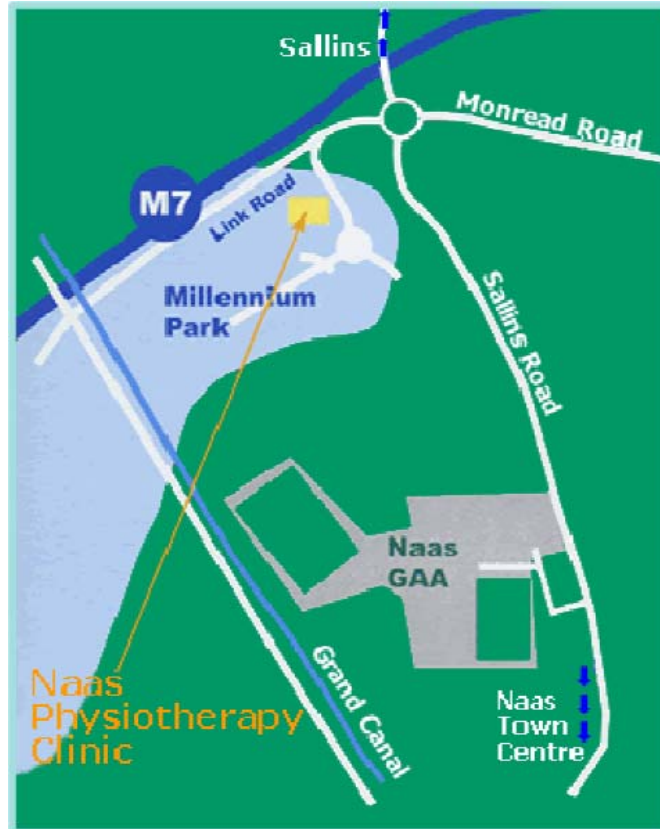 Sallins
Monread Road
M7
Link Road
Millennium
Park
Sallins Road
Naas
GAA
Grand Canal
Naas
Physiotherapy
Clinic
Naas
Town
Centre